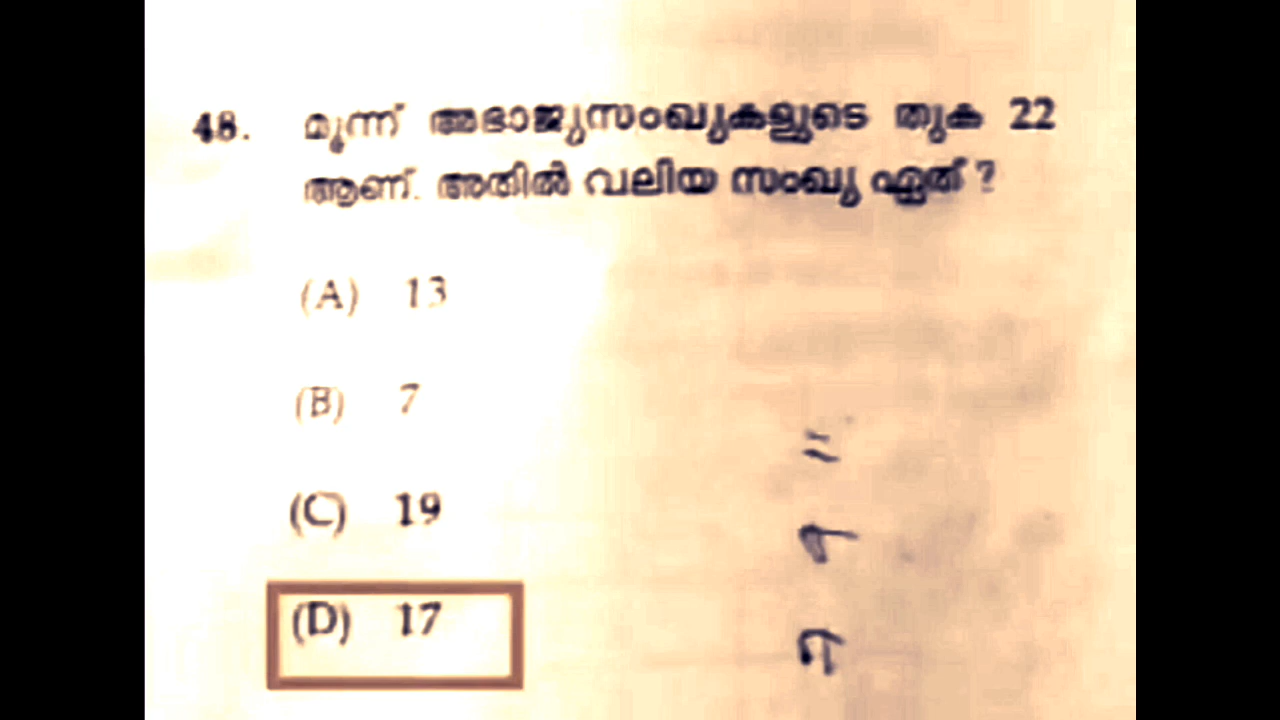 48. മൂന്ന് അഭാജ്യസംഖ്യകളുടെ തുക 22
ആണ്. അതിൽ വലിയ സംഖ്യ ഏത് ?
(A) 13
(B) 7
(C) 19
(D) 17